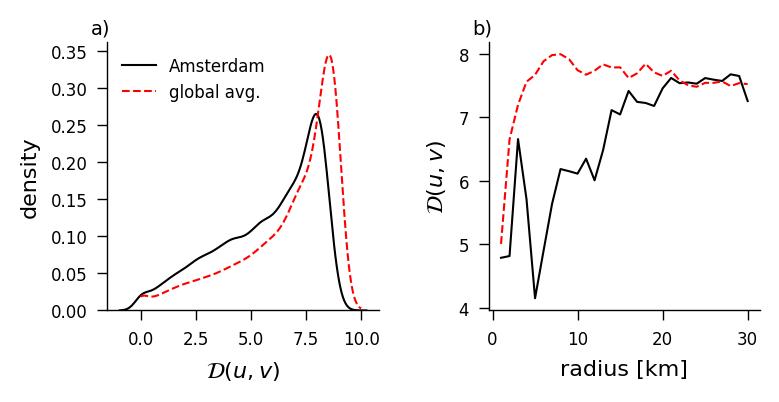 a)
density
0.35
0.30
0.25
0.20
0.15
0.10
0.05
0.00
Amsterdam
global avg.
0.0 2.5 5.0 7.5 10.0
𝒟(u, v)
b)
𝒟(u, v)
8
7
6
5
4
0 10 20 30
radius [km]